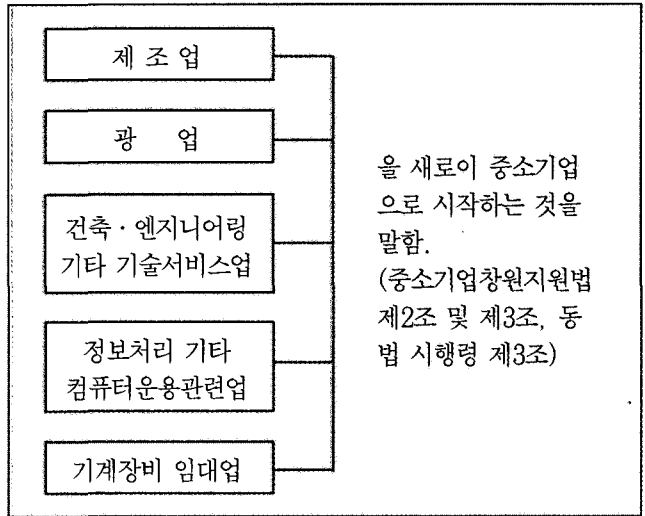 제 조 업
광 업
건축 · 엔지니어링
기타 기술서비스업
정보처리 기타
컴퓨터운용관련업
기계장비 임대업
을 새로이 중소기업
으로 시작하는 것을
말함.
(중소기업창원지원법
제2조 및 제3조, 동
법 시행령 제3조)